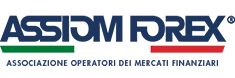 ASSIOM FOREX®
ASSOCIAZIONE OPERATORI DEI MERCATI FINANZIARI